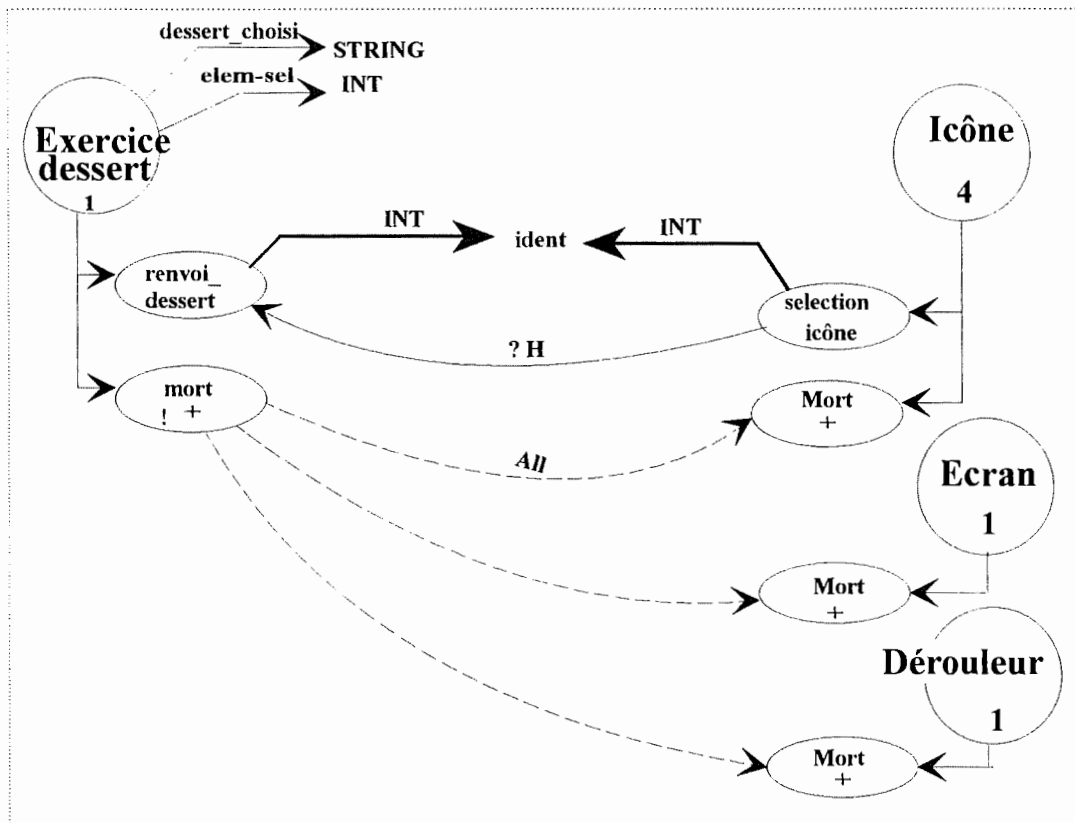 dessert_choisi
STRING
elem-sel
INT
Exercice
dessert
1
Icône
4
INT
ident
INT
renvoi_
dessert
selection
icône
? H
mort
! +
Mort
+
All
Ecran
1
Mort
+
Dérouleur
1
Mort
+